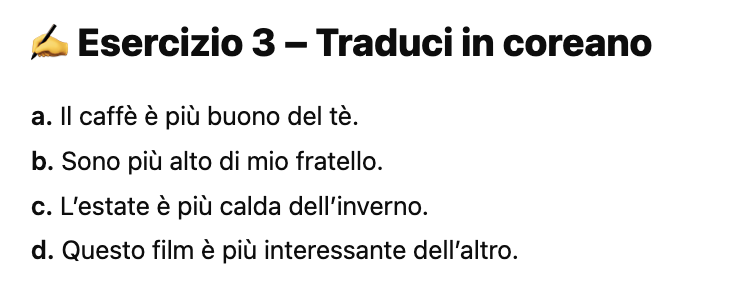 ✍️ Esercizio 3 – Traduci in coreano
a. Il caffè è più buono del tè.
b. Sono più alto di mio fratello.
c. L’estate è più calda dell’inverno.
d. Questo film è più interessante dell’altro.